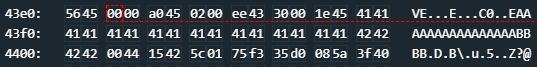 43e0: 5645 0000 a045 0200 ee43 3000 1e45 4141 VE...E...C0..EAA
43f0: 4141 4141 4141 4141 4141 4141 4141 4242 AAAAAAAAAAAAAABB
4400: 4242 0044 1542 5c01 75f3 35d0 085a 3f40 BB.D.B\.u.5..Z?@